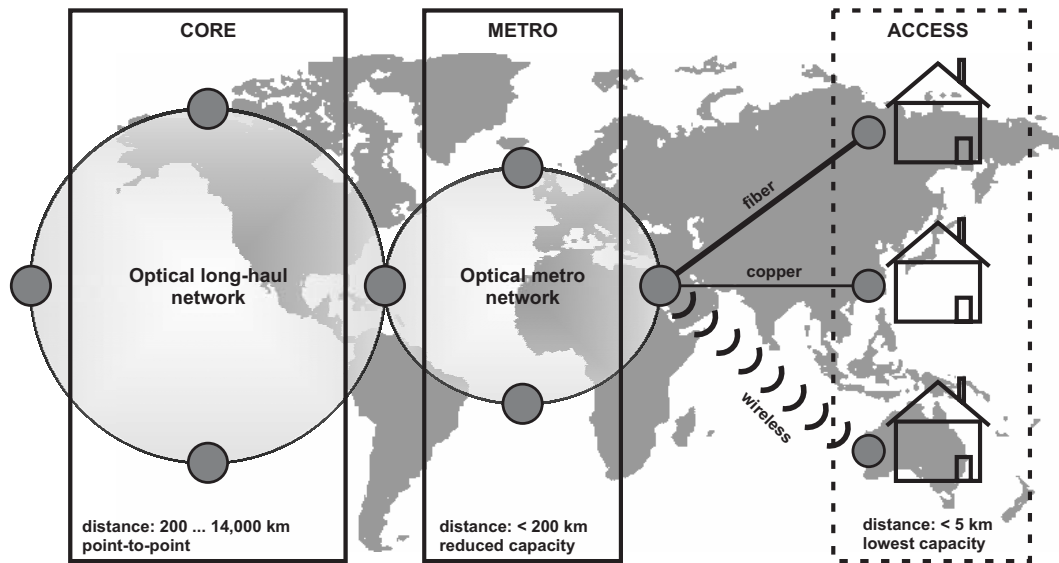 CORE
METRO
ACCESS
Optical long-haul
network
Optical metro
network
fiber
copper
wireless
distance: 200 ... 14,000 km
point-to-point
distance: < 200 km
reduced capacity
distance: < 5 km
lowest capacity